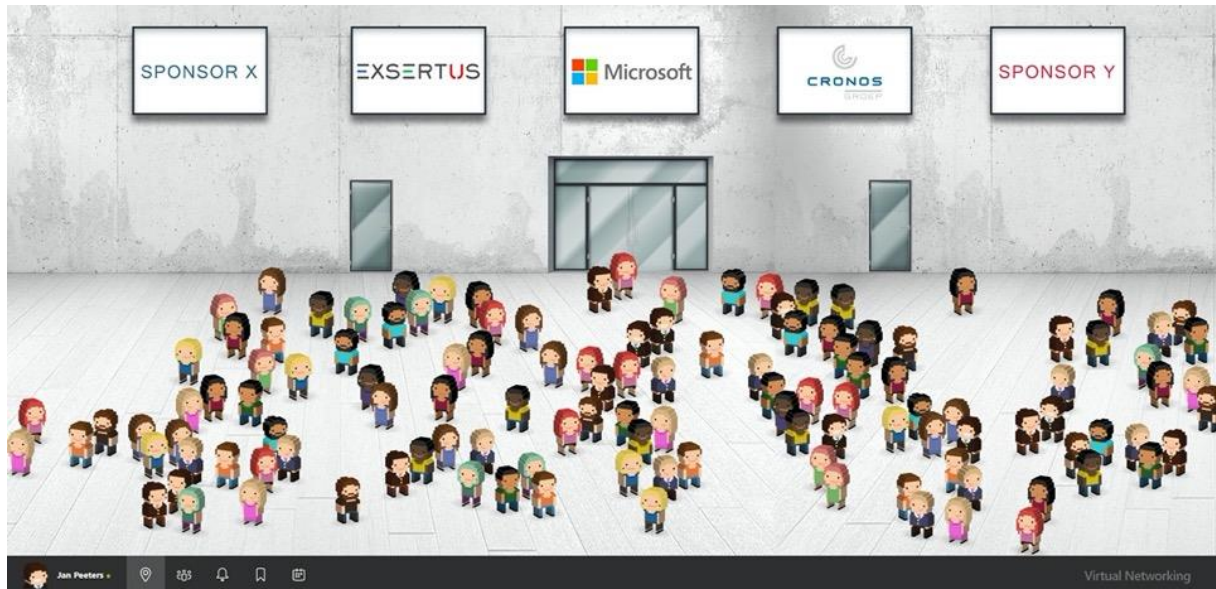 SPONSOR X
EXSERTUS
Microsoft
CRONOS
GROEP
SPONSOR Y
Jan Peeters
Virtual Networking